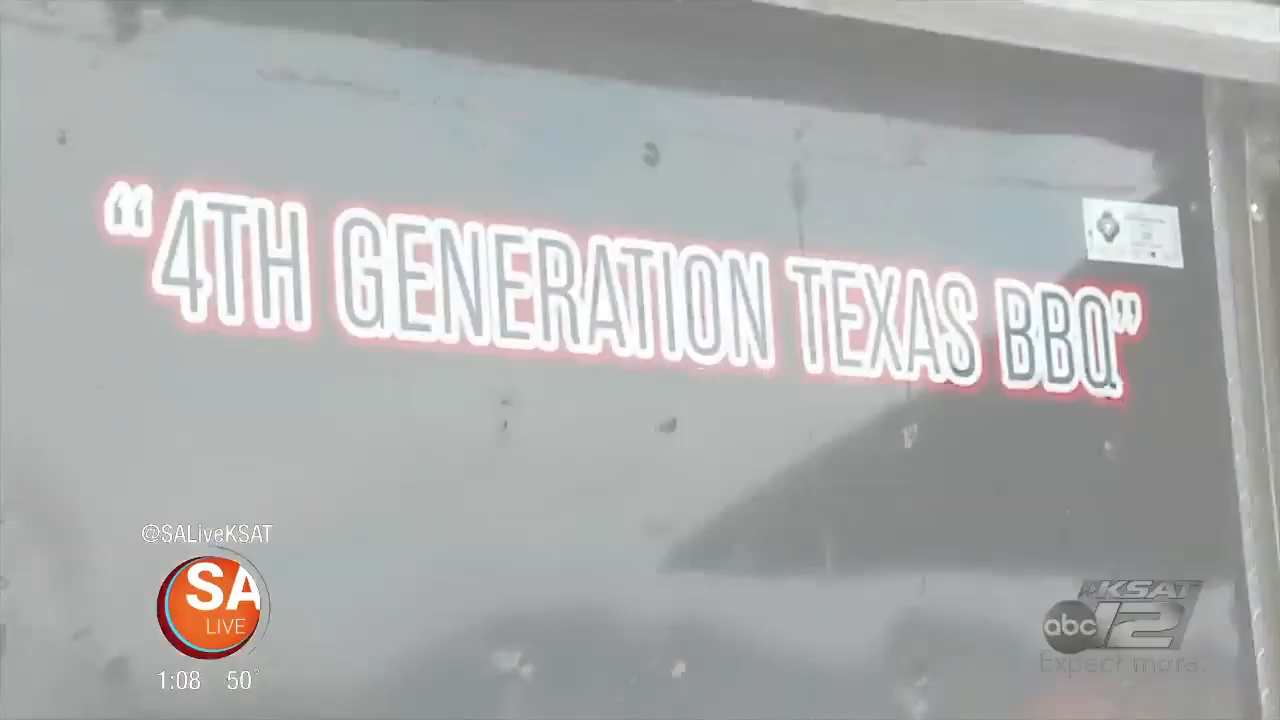 “4TH GENERATION TEXAS BBQ”
@SALiveKSAT
SA
LIVE
1:08 50°
KSAT
abc 12
Expect more.